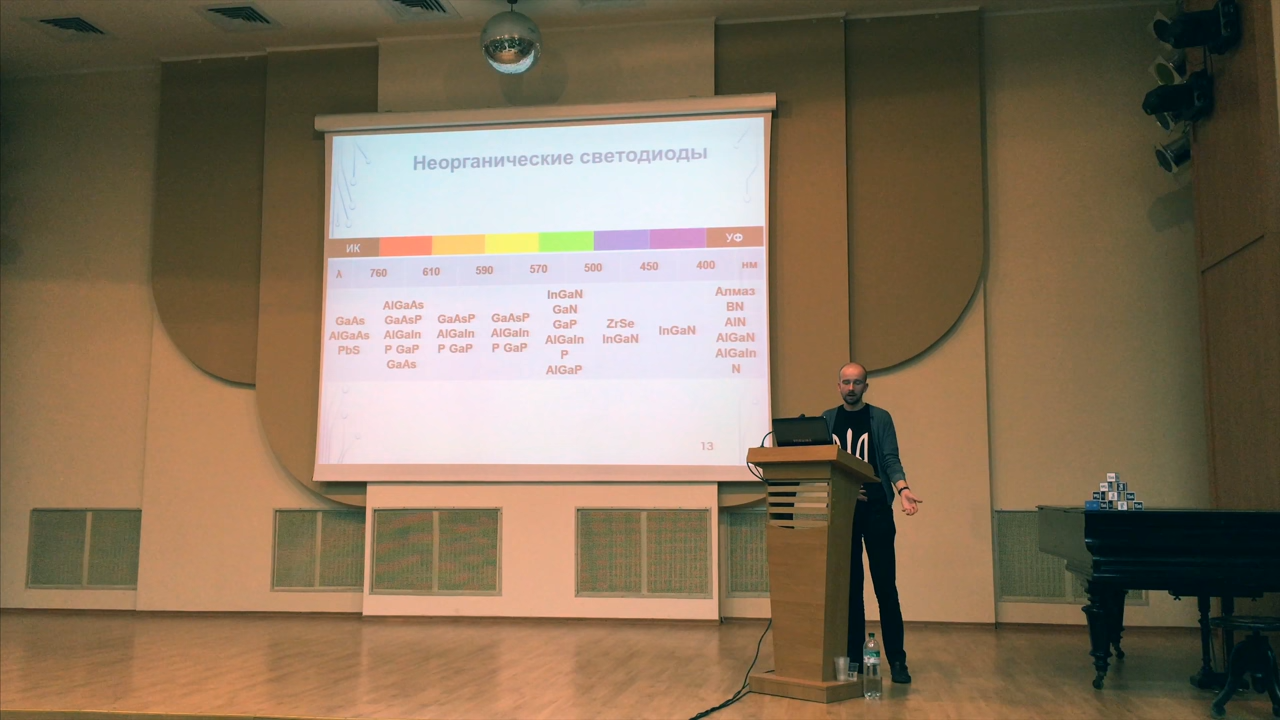 Неорганические светодиоды
ИК УФ
λ 760 610 590 570 500 450 400 нм
GaAs
AlGaAs
PbS
AlGaAs
GaAsP
AlGaIn
P GaP
GaAs
GaAsP
AlGaIn
P GaP
GaAsP
AlGaIn
P GaP
InGaN
GaN
GaP
AlGaIn
P
AlGaP
ZrSe
InGaN
InGaN
Алмаз
BN
AlN
AlGaN
AlGaIn
N
13